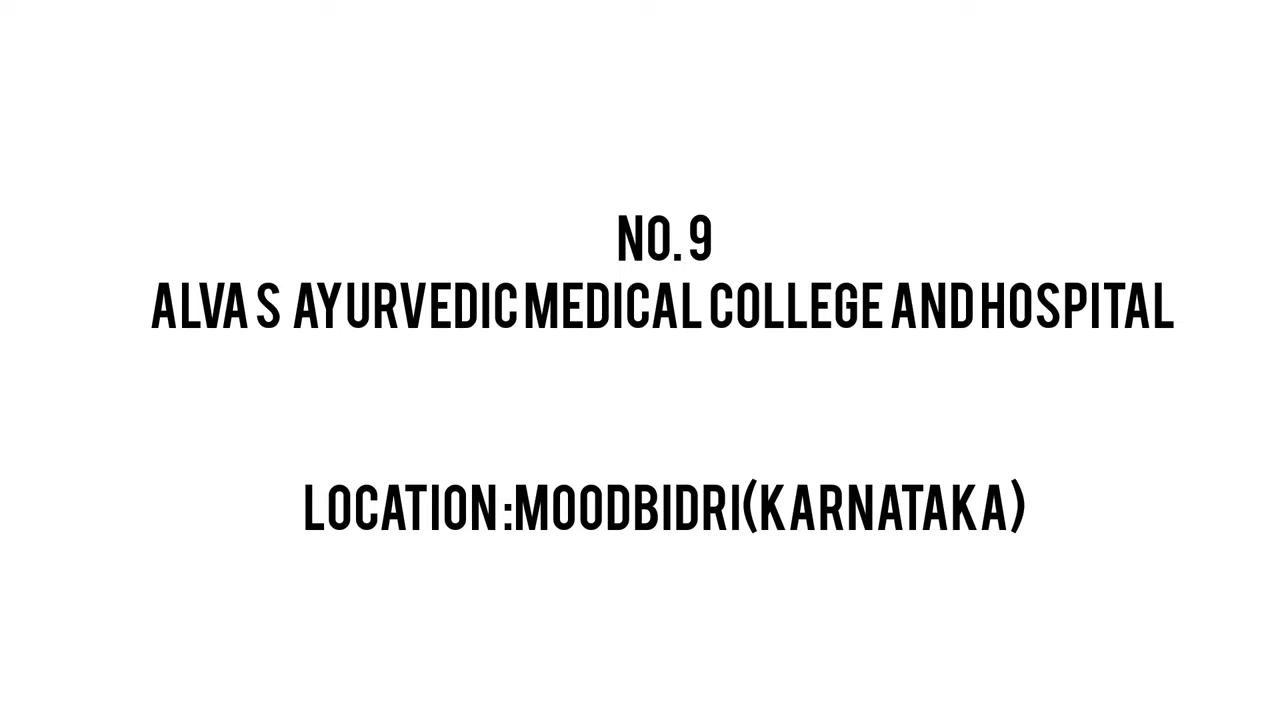 NO. 9
ALVA S AYURVEDIC MEDICAL COLLEGE AND HOSPITAL
LOCATION :MOODBIDRI(KARNATAKA)